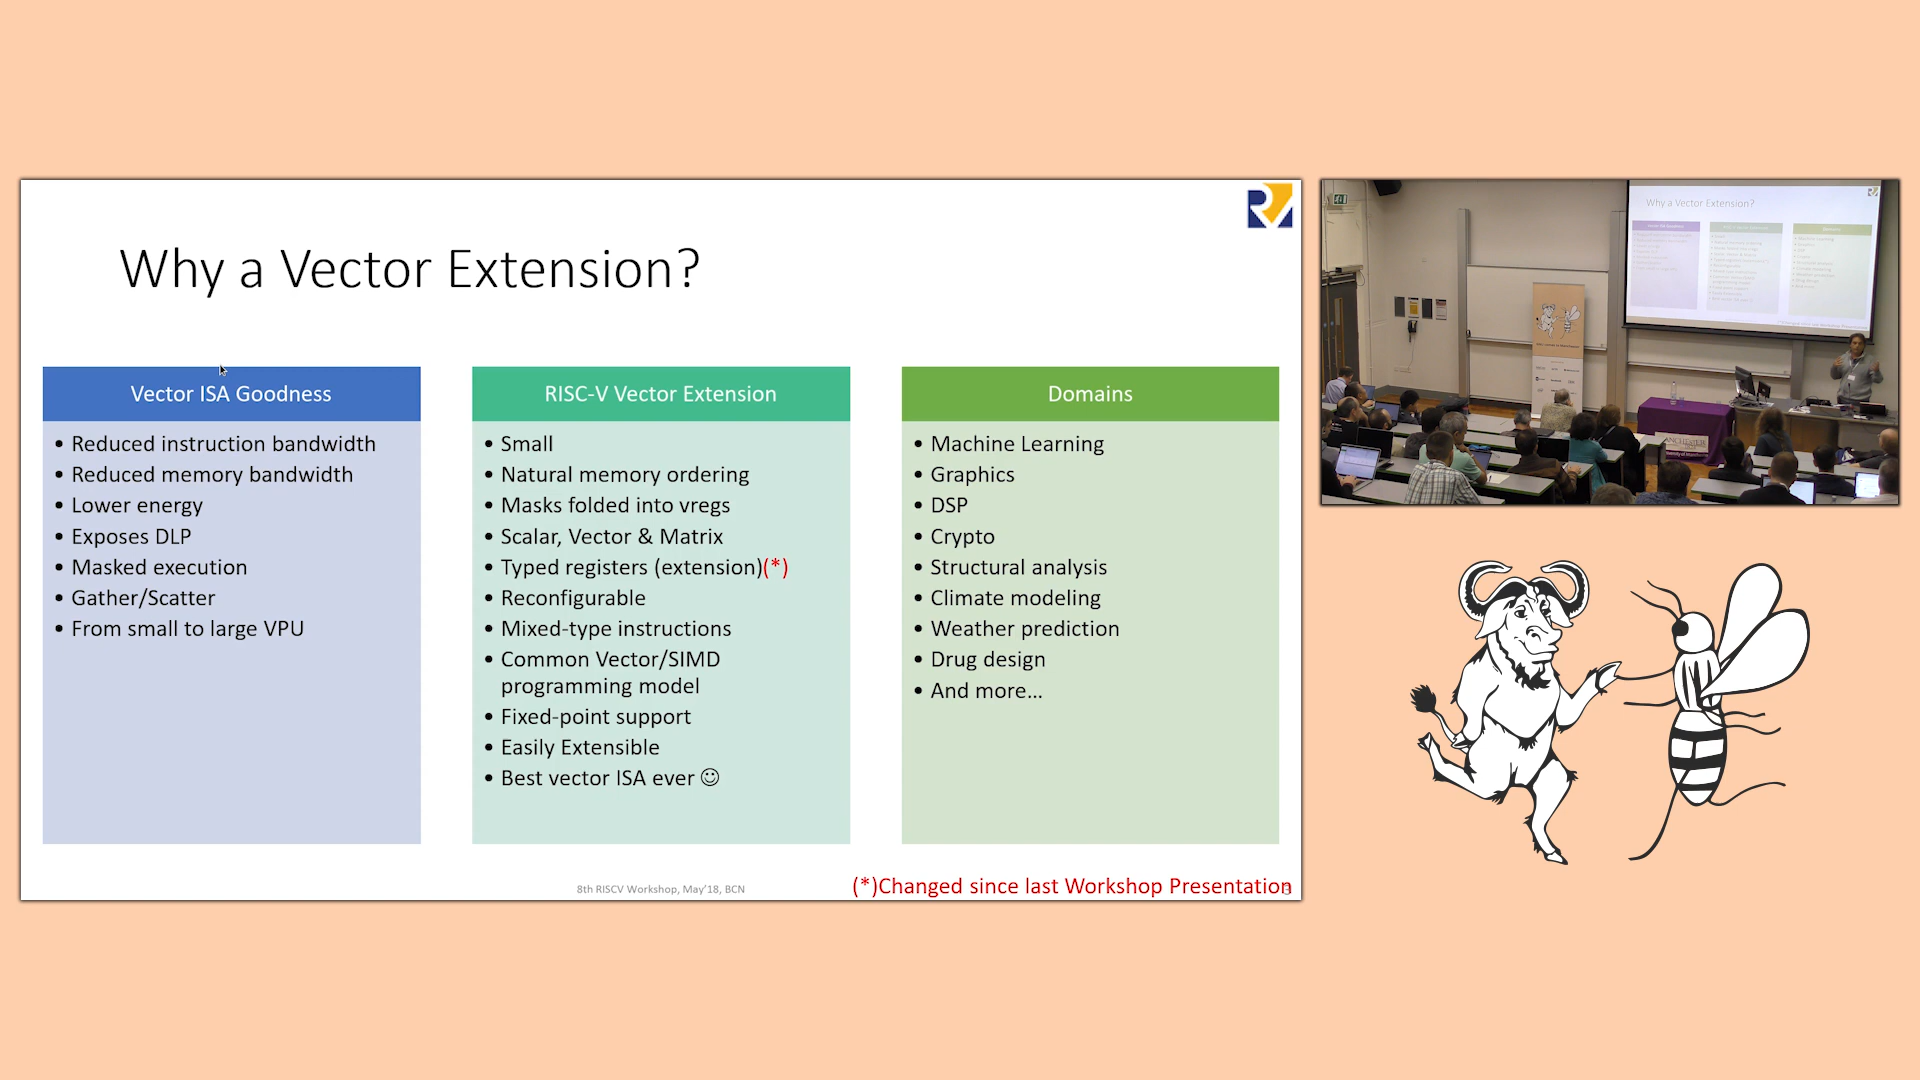 Why a Vector Extension?
Vector ISA Goodness
• Reduced instruction bandwidth
• Reduced memory bandwidth
• Lower energy
• Exposes DLP
• Masked execution
• Gather/Scatter
• From small to large VPU
RISC-V Vector Extension
• Small
• Natural memory ordering
• Masks folded into vregs
• Scalar, Vector & Matrix
• Typed registers (extension)(*)
• Reconfigurable
• Mixed-type instructions
• Common Vector/SIMD
programming model
• Fixed-point support
• Easily Extensible
• Best vector ISA ever ☺
Domains
• Machine Learning
• Graphics
• DSP
• Crypto
• Structural analysis
• Climate modeling
• Weather prediction
• Drug design
• And more...
8th RISCV Workshop, May'18, BCN
(*)Changed since last Workshop Presentation
Why a Vector Extension?